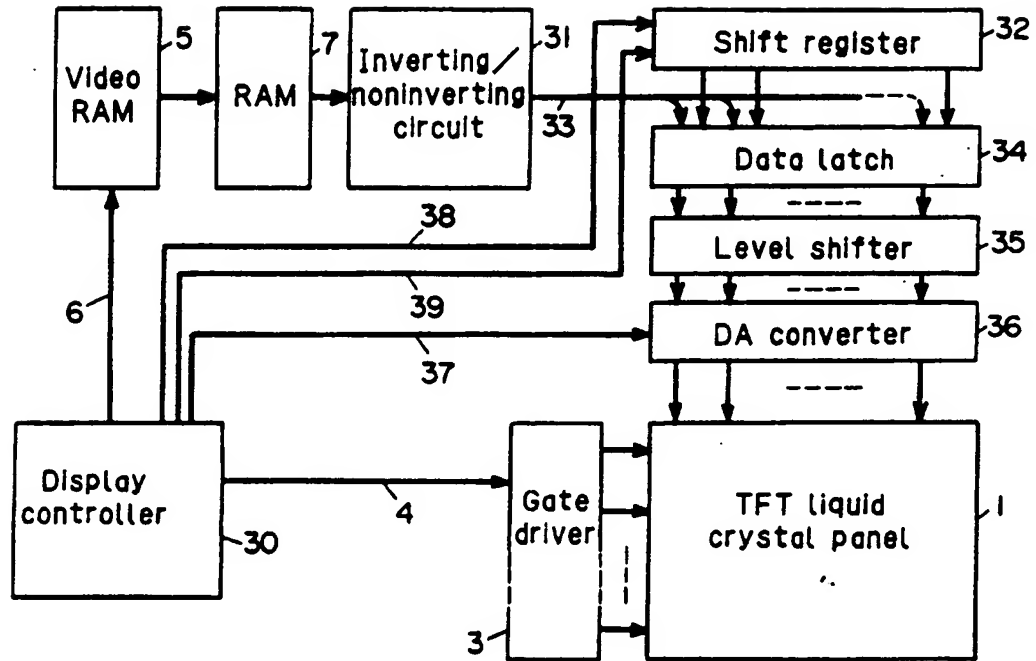 5
Video
RAM
7
RAM
31
Inverting/
noninverting
circuit
33
32
Shift register
34
Data latch
35
Level shifter
36
DA converter
38
39
37
6
Display
controller
30
4
Gate
driver
3
TFT liquid
crystal panel
1